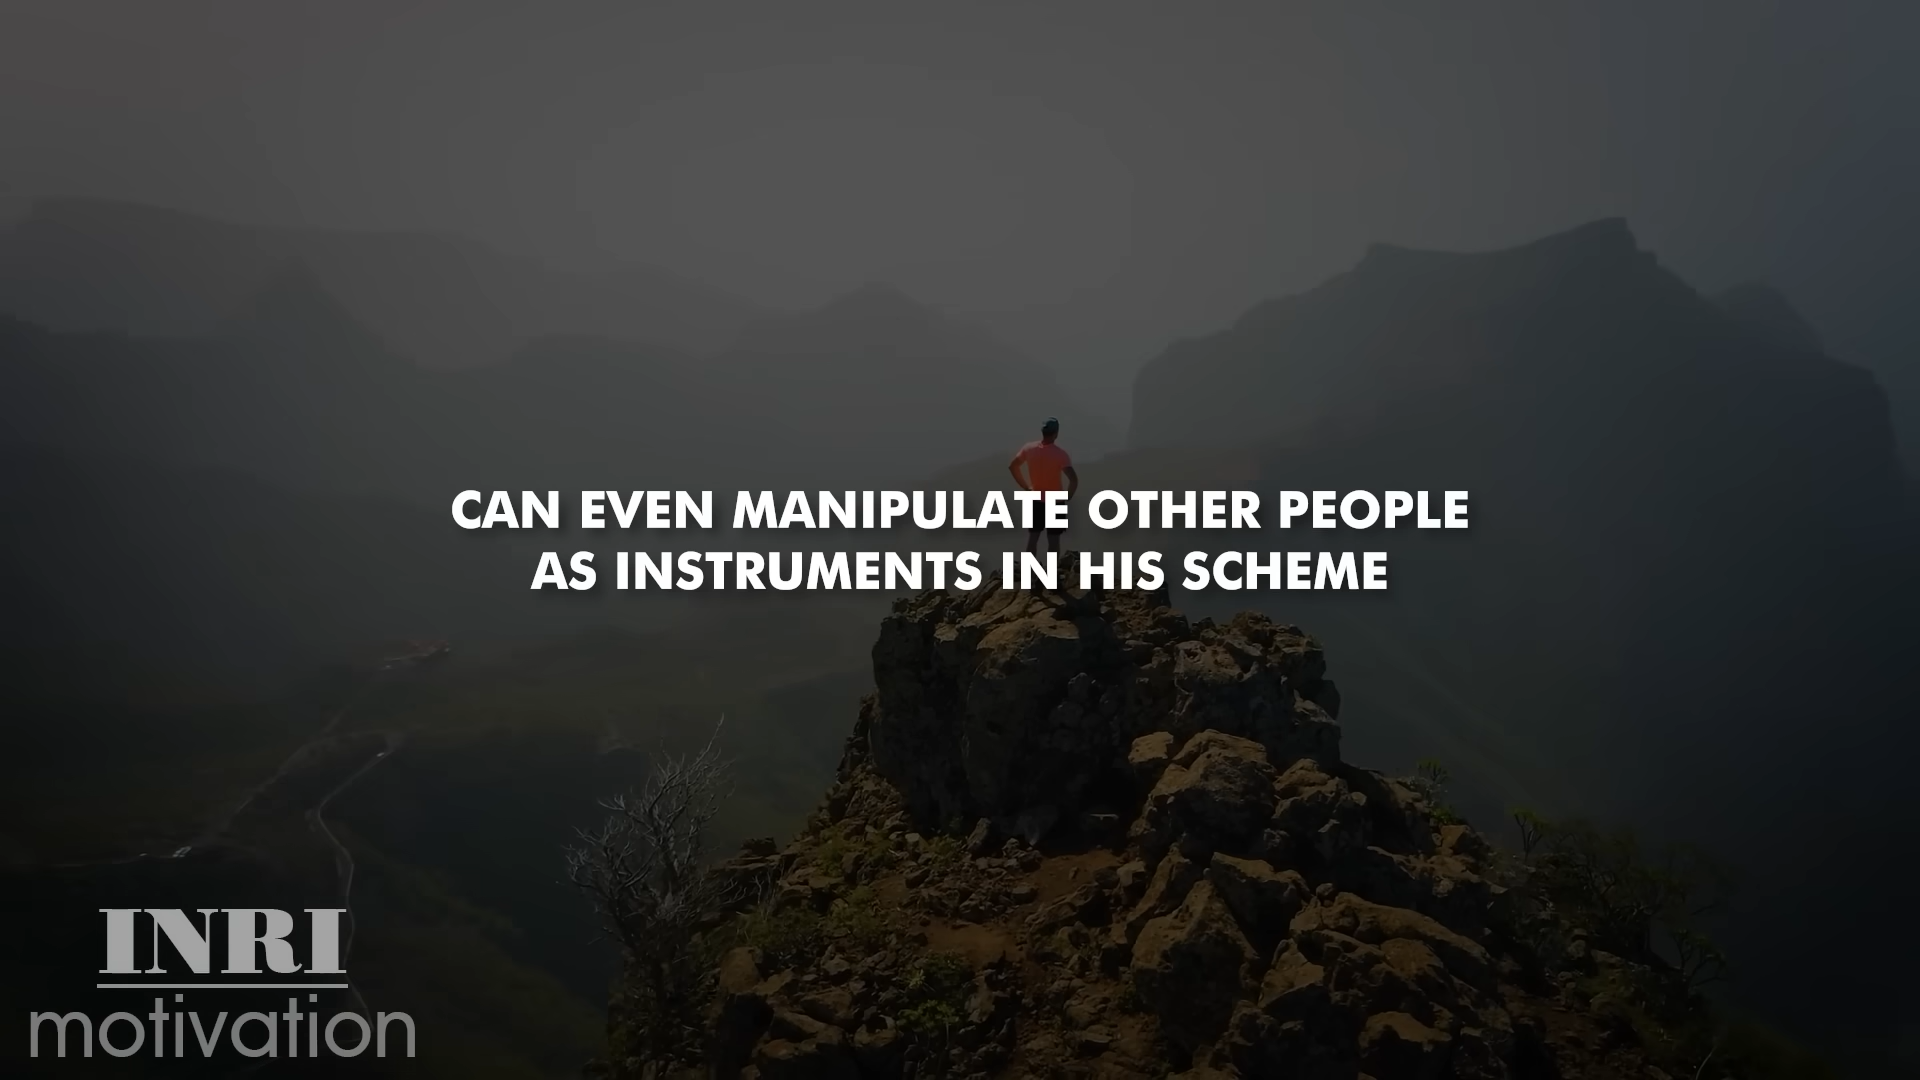 CAN EVEN MANIPULATE OTHER PEOPLE
AS INSTRUMENTS IN HIS SCHEME
INRI
motivation